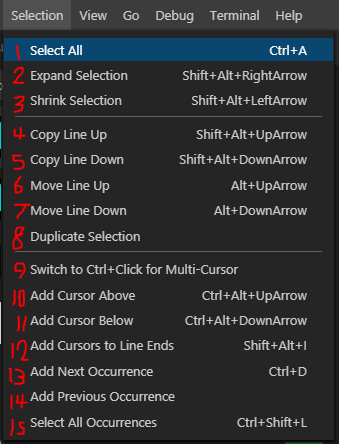 Selection View Go Debug Terminal Help
1 Select All Ctrl+A
2 Expand Selection Shift+Alt+RightArrow
3 Shrink Selection Shift+Alt+LeftArrow
4 Copy Line Up Shift+Alt+UpArrow
5 Copy Line Down Shift+Alt+DownArrow
6 Move Line Up Alt+UpArrow
7 Move Line Down Alt+DownArrow
8 Duplicate Selection
9 Switch to Ctrl+Click for Multi-Cursor
10 Add Cursor Above Ctrl+Alt+UpArrow
11 Add Cursor Below Ctrl+Alt+DownArrow
12 Add Cursors to Line Ends Shift+Alt+I
13 Add Next Occurrence Ctrl+D
14 Add Previous Occurrence
15 Select All Occurrences Ctrl+Shift+L